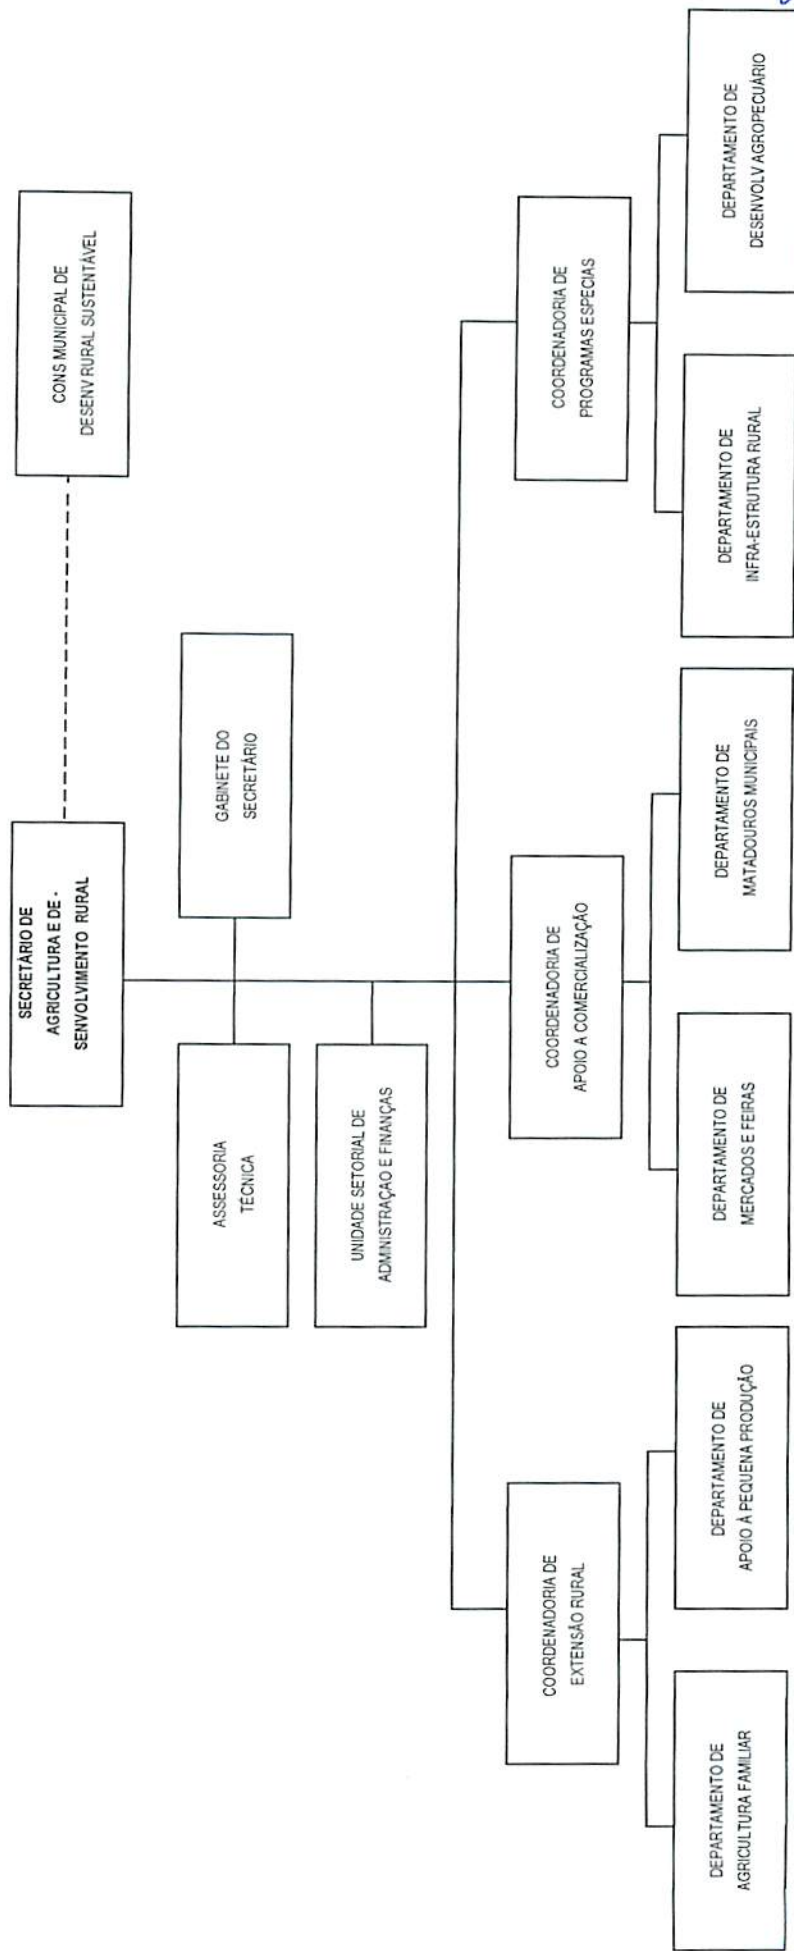 SECRETÁRIO DE
AGRICULTURA E DE -
SENVOLVIMENTO RURAL
CONS MUNICIPAL DE
DESENV RURAL SUSTENTÁVEL
ASSESSORIA
TÉCNICA
GABINETE DO
SECRETÁRIO
UNIDADE SETORIAL DE
ADMINISTRAÇAO E FINANÇAS
COORDENADORIA DE
EXTENSÃO RURAL
COORDENADORIA DE
APOIO A COMERCIALIZAÇÃO
COORDENADORIA DE
PROGRAMAS ESPECIAS
DEPARTAMENTO DE
AGRICULTURA FAMILIAR
DEPARTAMENTO DE
APOIO À PEQUENA PRODUÇÃO
DEPARTAMENTO DE
MERCADOS E FEIRAS
DEPARTAMENTO DE
MATADOUROS MUNICIPAIS
DEPARTAMENTO DE
INFRA-ESTRUTURA RURAL
DEPARTAMENTO DE
DESENVOLV AGROPECUÁRIO